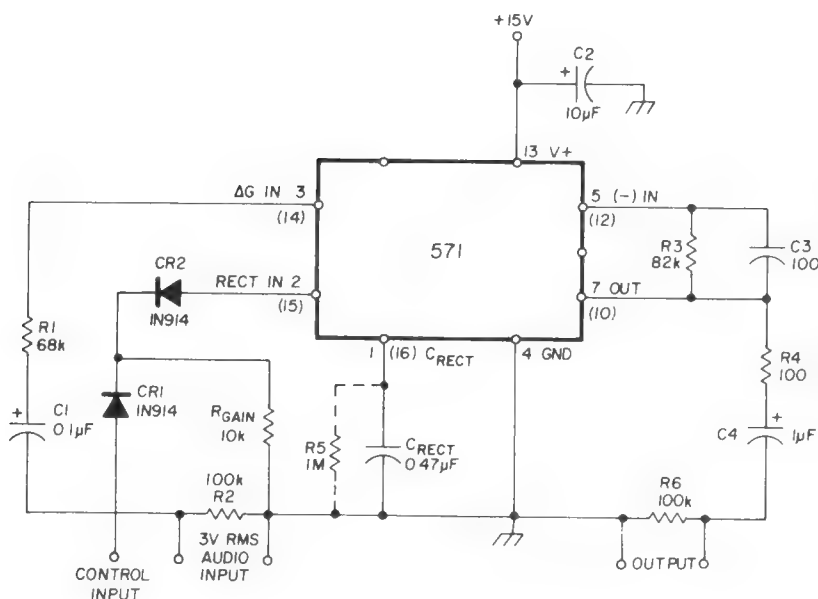 +15V
C2
+
10µF
13 V+
ΔG IN 3
(14)
5 (-) IN
(12)
571
R3
82k
C3
100
CR2
1N914
RECT IN 2
(15)
7 OUT
(10)
R1
68k
CR1
1N914
1
(16) CRECT
4 GND
R4
100
+
C1
0.1µF
RGAIN
10k
R5
1M
CRECT
0.47µF
+
C4
1µF
100k
R2
R6
100k
3V RMS
AUDIO
INPUT
CONTROL
INPUT
OUTPUT